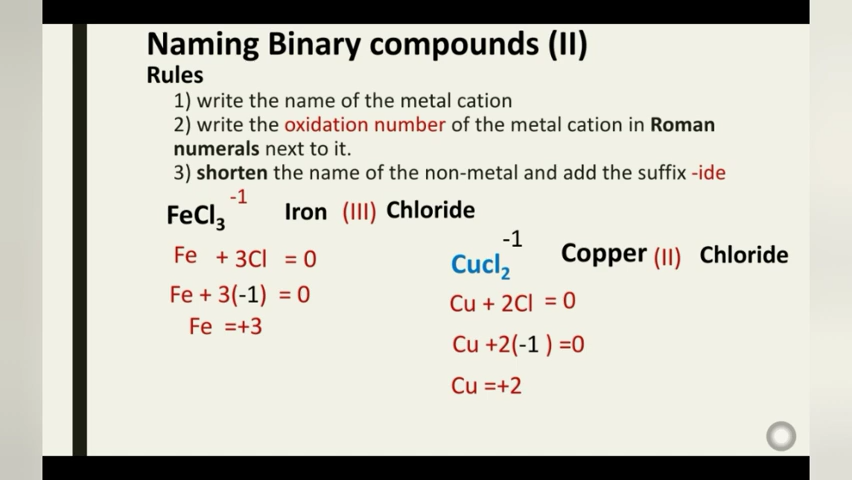 Naming Binary compounds (II)
Rules
1) write the name of the metal cation
2) write the oxidation number of the metal cation in Roman
numerals next to it.
3) shorten the name of the non-metal and add the suffix -ide
-1
FeCl₃ Iron (III) Chloride
Fe + 3Cl = 0
Fe + 3(-1) = 0
Fe =+3
-1
Cucl₂ Copper (II) Chloride
Cu + 2Cl = 0
Cu +2(-1 ) =0
Cu =+2